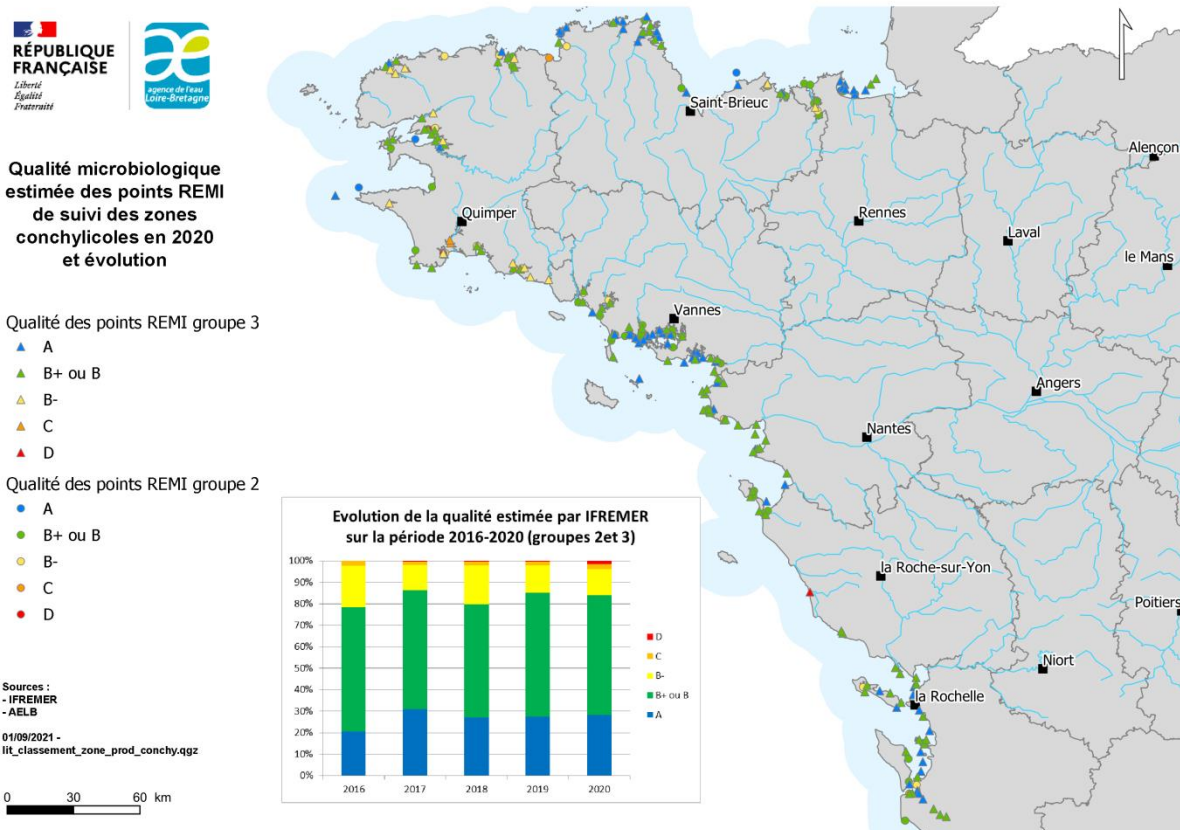 RÉPUBLIQUE
FRANÇAISE
Liberté
Égalité
Fraternité
agence de l'eau
Loire-Bretagne
Qualité microbiologique
estimée des points REMI
de suivi des zones
conchylicoles en 2020
et évolution
Qualité des points REMI groupe 3
A
B+ ou B
B-
C
D
Qualité des points REMI groupe 2
A
B+ ou B
B-
C
D
Sources :
- IFREMER
- AELB
01/09/2021 -
lit_classement_zone_prod_conchy.qgz
0 30 60 km
Saint-Brieuc
Alençon
Quimper
Rennes
Laval
le Mans
Vannes
Angers
Nantes
la Roche-sur-Yon
Poitiers
Niort
la Rochelle
Evolution de la qualité estimée par IFREMER
sur la période 2016-2020 (groupes 2et 3)
100%
90%
80%
70%
60%
50%
40%
30%
20%
10%
0%
2016 2017 2018 2019 2020
D
C
B-
B+ ou B
A